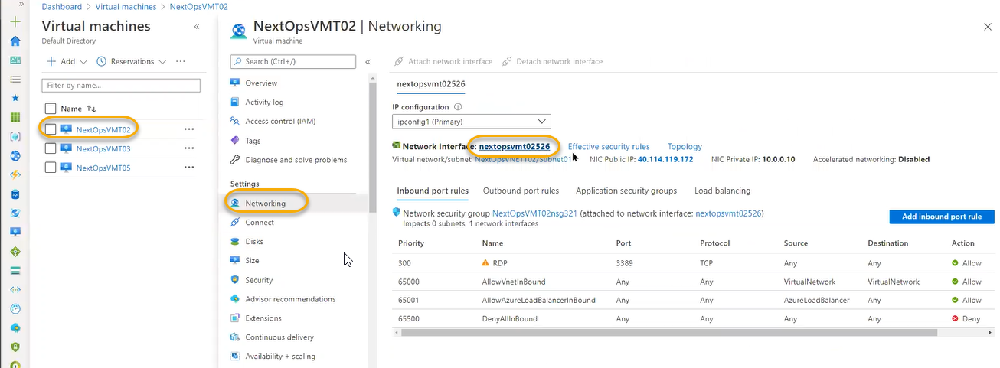 Dashboard > Virtual machines > NextOpsVMT02
Virtual machines
Default Directory
Add
Reservations
Filter by name...
Name
NextOpsVMT02
NextOpsVMT03
NextOpsVMT05
NextOpsVMT02 | Networking
Virtual machine
Search (Ctrl+/)
Overview
Activity log
Access control (IAM)
Tags
Diagnose and solve problems
Settings
Networking
Connect
Disks
Size
Security
Advisor recommendations
Extensions
Continuous delivery
Availability + scaling
Attach network interface Detach network interface
nextopsvmt02526
IP configuration
ipconfig1 (Primary)
Network Interface: nextopsvmt02526 Effective security rules Topology
Virtual network/subnet: NextOpsVNETT02/Subnet01 NIC Public IP: 40.114.119.172 NIC Private IP: 10.0.0.10 Accelerated networking: Disabled
Inbound port rules Outbound port rules Application security groups Load balancing
Network security group NextOpsVMT02nsg321 (attached to network interface: nextopsvmt02526)
Impacts 0 subnets, 1 network interfaces
Add inbound port rule
Priority Name Port Protocol Source Destination Action
300 RDP 3389 TCP Any Any Allow
65000 AllowVnetInBound Any Any VirtualNetwork VirtualNetwork Allow
65001 AllowAzureLoadBalancerInBound Any Any AzureLoadBalancer Any Allow
65500 DenyAllInBound Any Any Any Any Deny